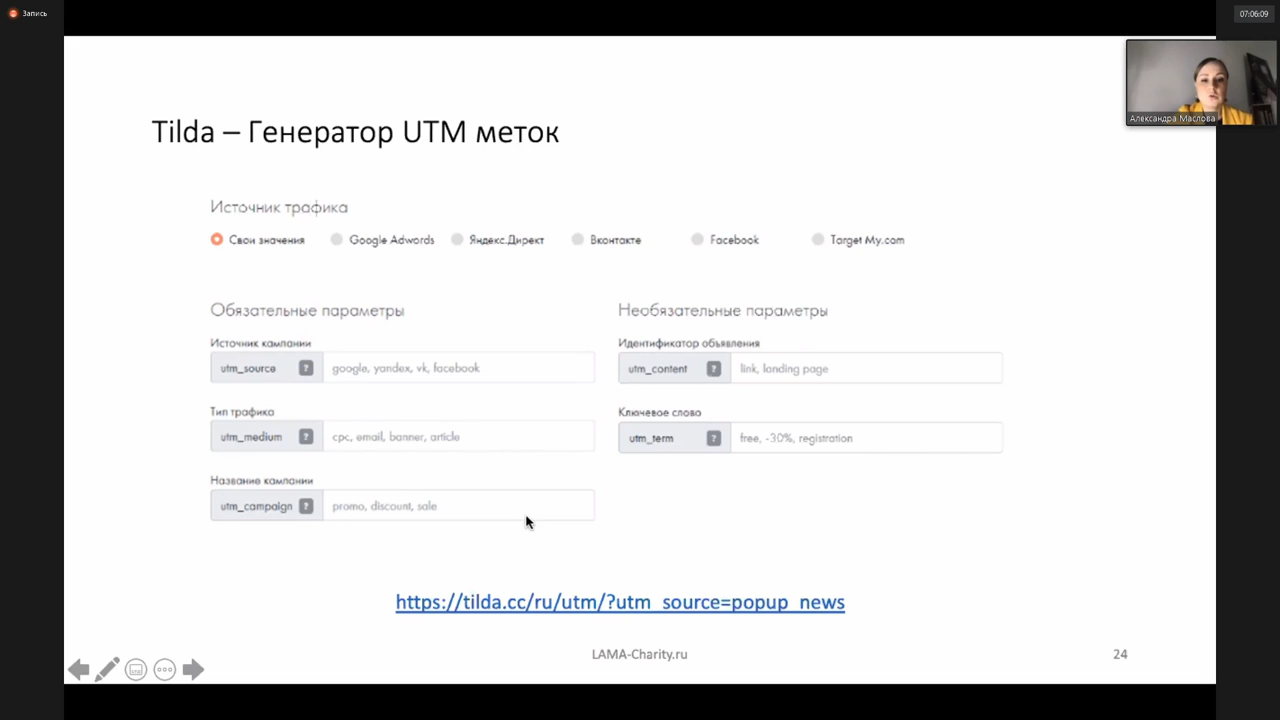 Запись
07:06:09
Александра Маслова
Tilda – Генератор UTM меток
Источник трафика
Свои значения Google Adwords Яндекс.Директ Вконтакте Facebook Target My.com
Обязательные параметры
Источник кампании
utm_source ? google, yandex, vk, facebook
Тип трафика
utm_medium ? cpc, email, banner, article
Название кампании
utm_campaign ? promo, discount, sale
Необязательные параметры
Идентификатор объявления
utm_content ? link, landing page
Ключевое слово
utm_term ? free, -30%, registration
https://tilda.cc/ru/utm/?utm_source=popup_news
LAMA-Charity.ru
24